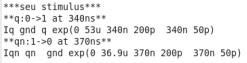 ***seu stimulus***
**q:0->1 at 340ns**
Iq gnd q exp(0 53u 340n 200p  340n 50p)
**qn:1->0 at 370ns**
Iqn qn  gnd exp(0 36.9u 370n 200p  370n 50p)